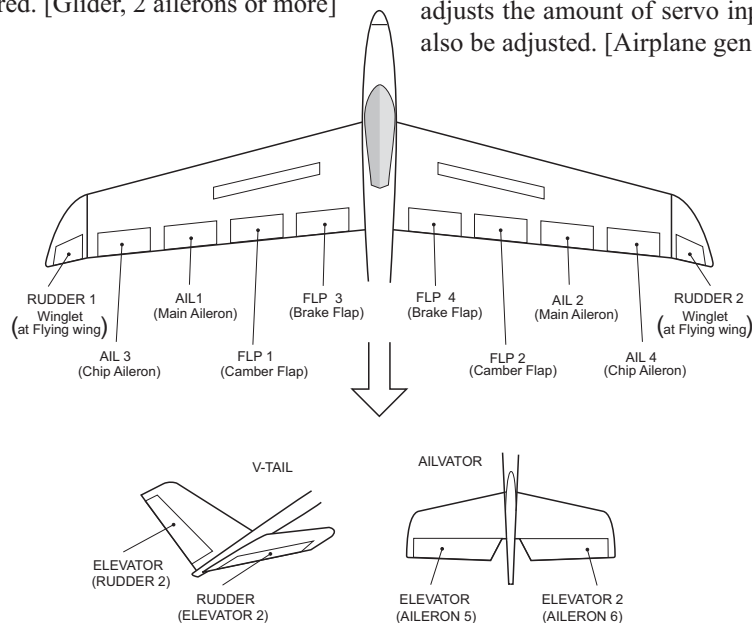 red. [Glider, 2 ailerons or more]
adjusts the amount of servo
also be adjusted. [Airplane
RUDDER 1
Winglet
(at Flying wing)
AIL 3
(Chip Aileron)
AIL1
(Main Aileron)
FLP 1
(Camber Flap)
FLP 3
(Brake Flap)
FLP 4
(Brake Flap)
FLP 2
(Camber Flap)
AIL 2
(Main Aileron)
AIL 4
(Chip Aileron)
RUDDER 2
Winglet
(at Flying wing)
V-TAIL
ELEVATOR
(RUDDER 2)
RUDDER
(ELEVATOR 2)
AILVATOR
ELEVATOR
(AILERON 5)
ELEVATOR 2
(AILERON 6)